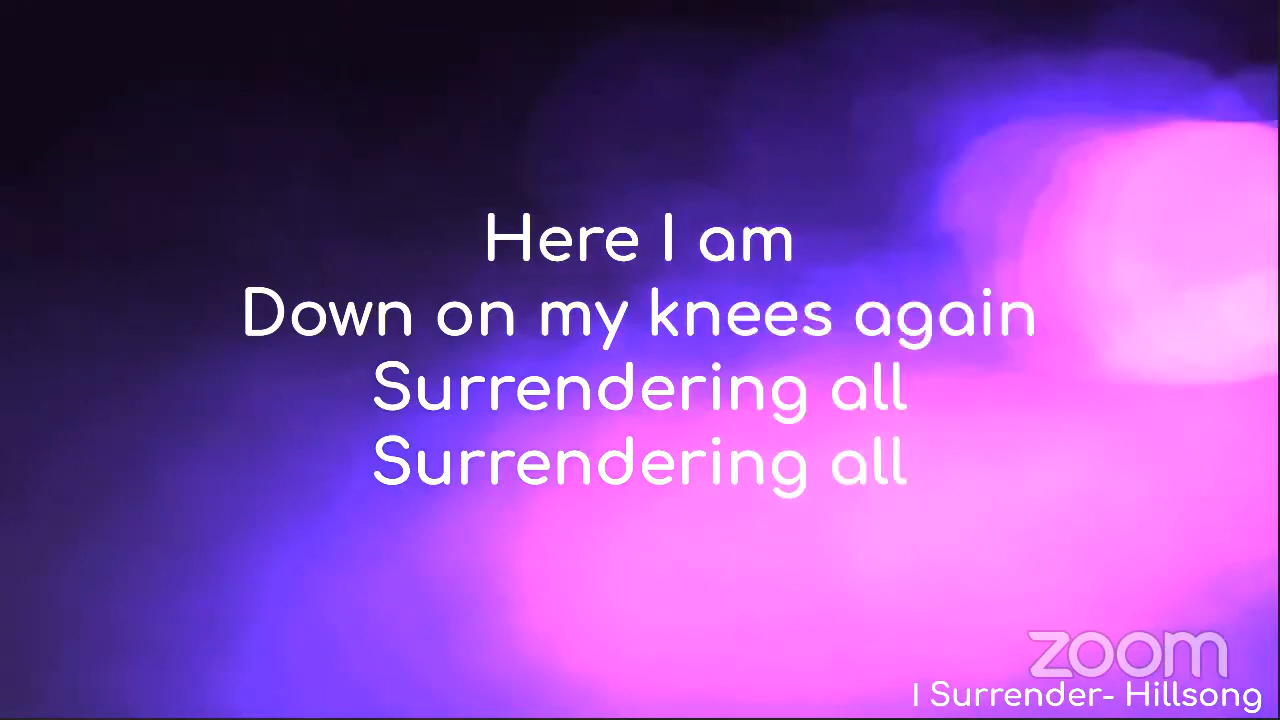 Here I am
Down on my knees again
Surrendering all
Surrendering all
zoom
I Surrender- Hillsong